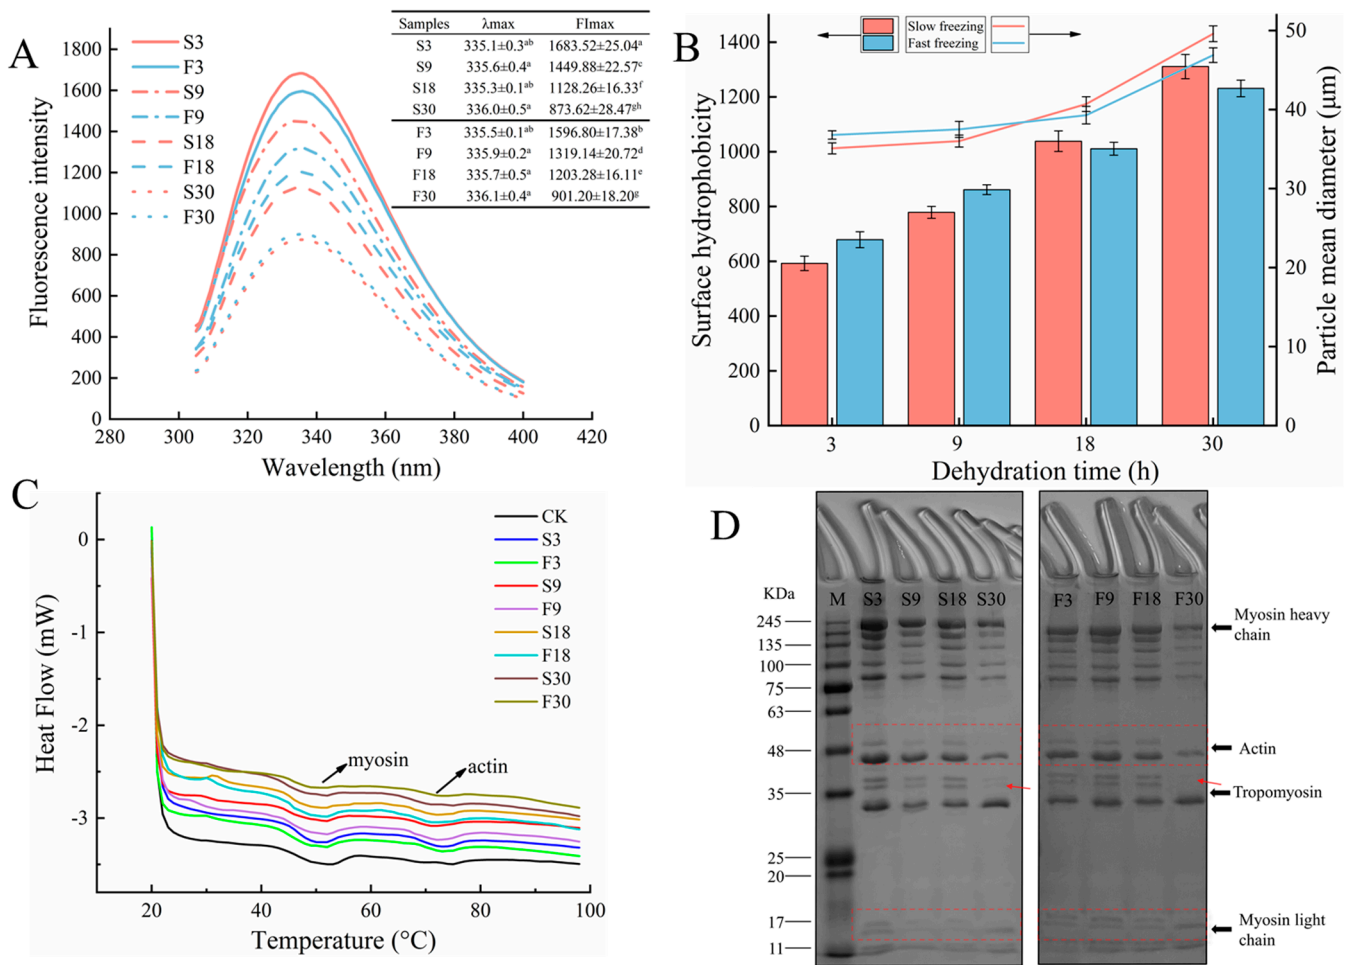 A
Fluorescence intensity
1800
1600
1400
1200
1000
800
600
400
200
0
280 300 320 340 360 380 400 420
Wavelength (nm)
S3
F3
S9
F9
S18
F18
S30
F30
Samples λmax FImax
S3 335.1±0.3ab 1683.52±25.04a
S9 335.6±0.4a 1449.88±22.57c
S18 335.3±0.1ab 1128.26±16.33f
S30 336.0±0.5a 873.62±28.47gh
F3 335.5±0.1ab 1596.80±17.38b
F9 335.9±0.2a 1319.14±20.72d
F18 335.7±0.5a 1203.28±16.11e
F30 336.1±0.4a 901.20±18.20g
B
Surface hydrophobicity
1400
1200
1000
800
600
400
200
0
Slow freezing
Fast freezing
50
40
30
20
10
0
Particle mean diameter (μm)
3 9 18 30
Dehydration time (h)
C
Heat Flow (mW)
0
-1
-2
-3
20 40 60 80 100
Temperature (°C)
myosin
actin
CK
S3
F3
S9
F9
S18
F18
S30
F30
D
KDa
245
135
100
75
63
48
35
25
20
17
11
M S3 S9 S18 S30
F3 F9 F18 F30
Myosin heavy
chain
Actin
Tropomyosin
Myosin light
chain